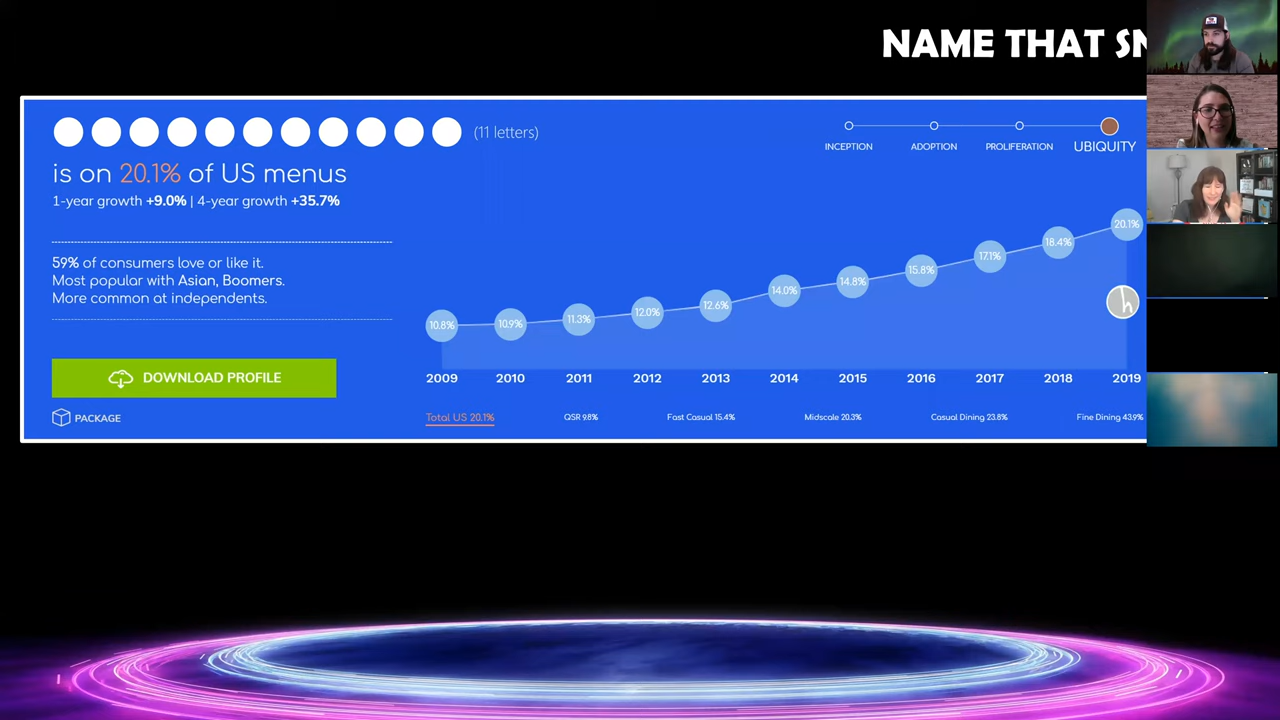 NAME THAT
(11 letters)
is on 20.1% of US menus
1-year growth +9.0% | 4-year growth +35.7%
59% of consumers love or like it.
Most popular with Asian, Boomers.
More common at independents.
DOWNLOAD PROFILE
PACKAGE
INCEPTION ADOPTION PROLIFERATION UBIQUITY
10.8% 10.9% 11.3% 12.0% 12.6% 14.0% 14.8% 15.8% 17.1% 18.4% 20.1%
2009 2010 2011 2012 2013 2014 2015 2016 2017 2018 2019
Total US 20.1% QSR 9.8% Fast Casual 15.4% Midscale 20.3% Casual Dining 23.8% Fine Dining 43.9%